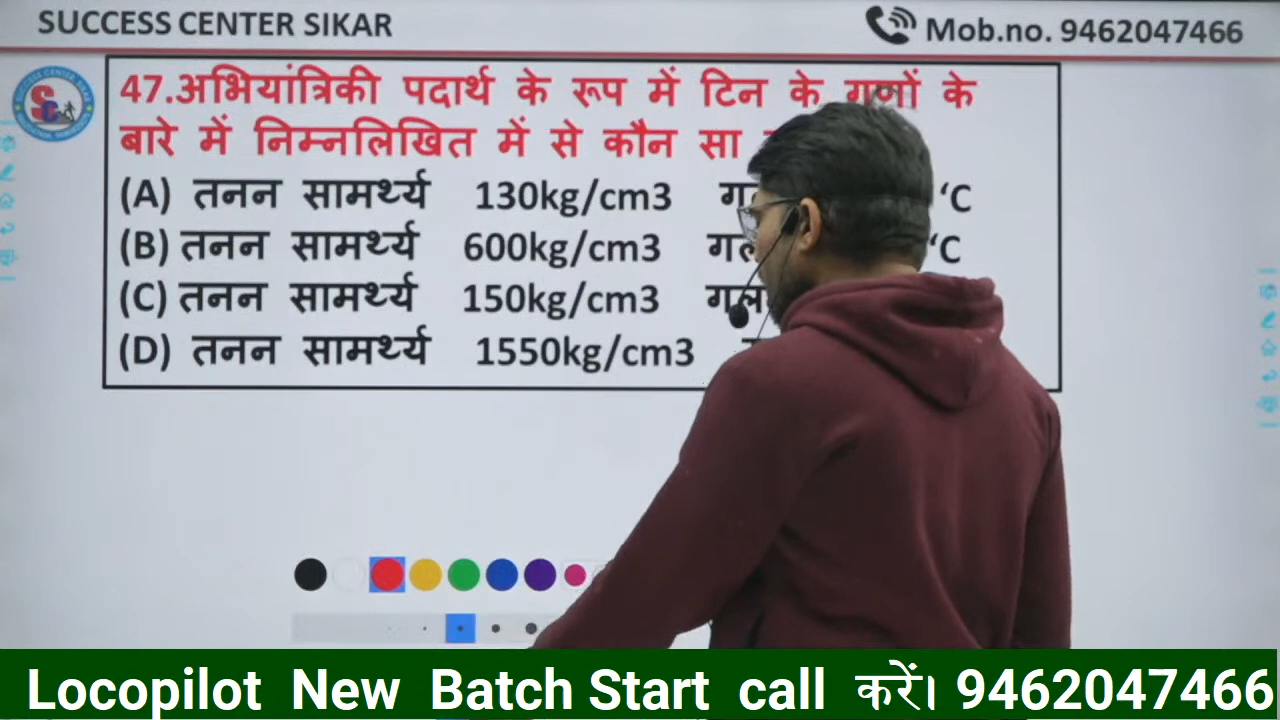 SUCCESS CENTER SIKAR
Mob.no. 9462047466
47.अभियांत्रिकी पदार्थ के रूप में टिन के गुणों के
बारे में निम्नलिखित में से कौन सा
(A) तनन सामर्थ्य 130kg/cm3 ‘C
(B) तनन सामर्थ्य 600kg/cm3 ‘C
(C) तनन सामर्थ्य 150kg/cm3
(D) तनन सामर्थ्य 1550kg/cm3
Locopilot New Batch Start call करें। 9462047466